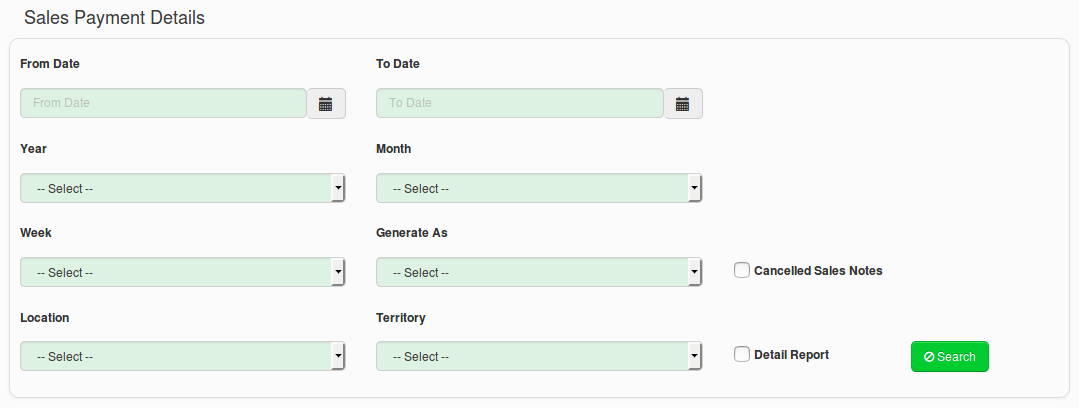 Sales Payment Details
From Date To Date
From Date To Date
Year Month
-- Select -- -- Select --
Week Generate As
-- Select -- -- Select -- Cancelled Sales Notes
Location Territory
-- Select -- -- Select -- Detail Report Search